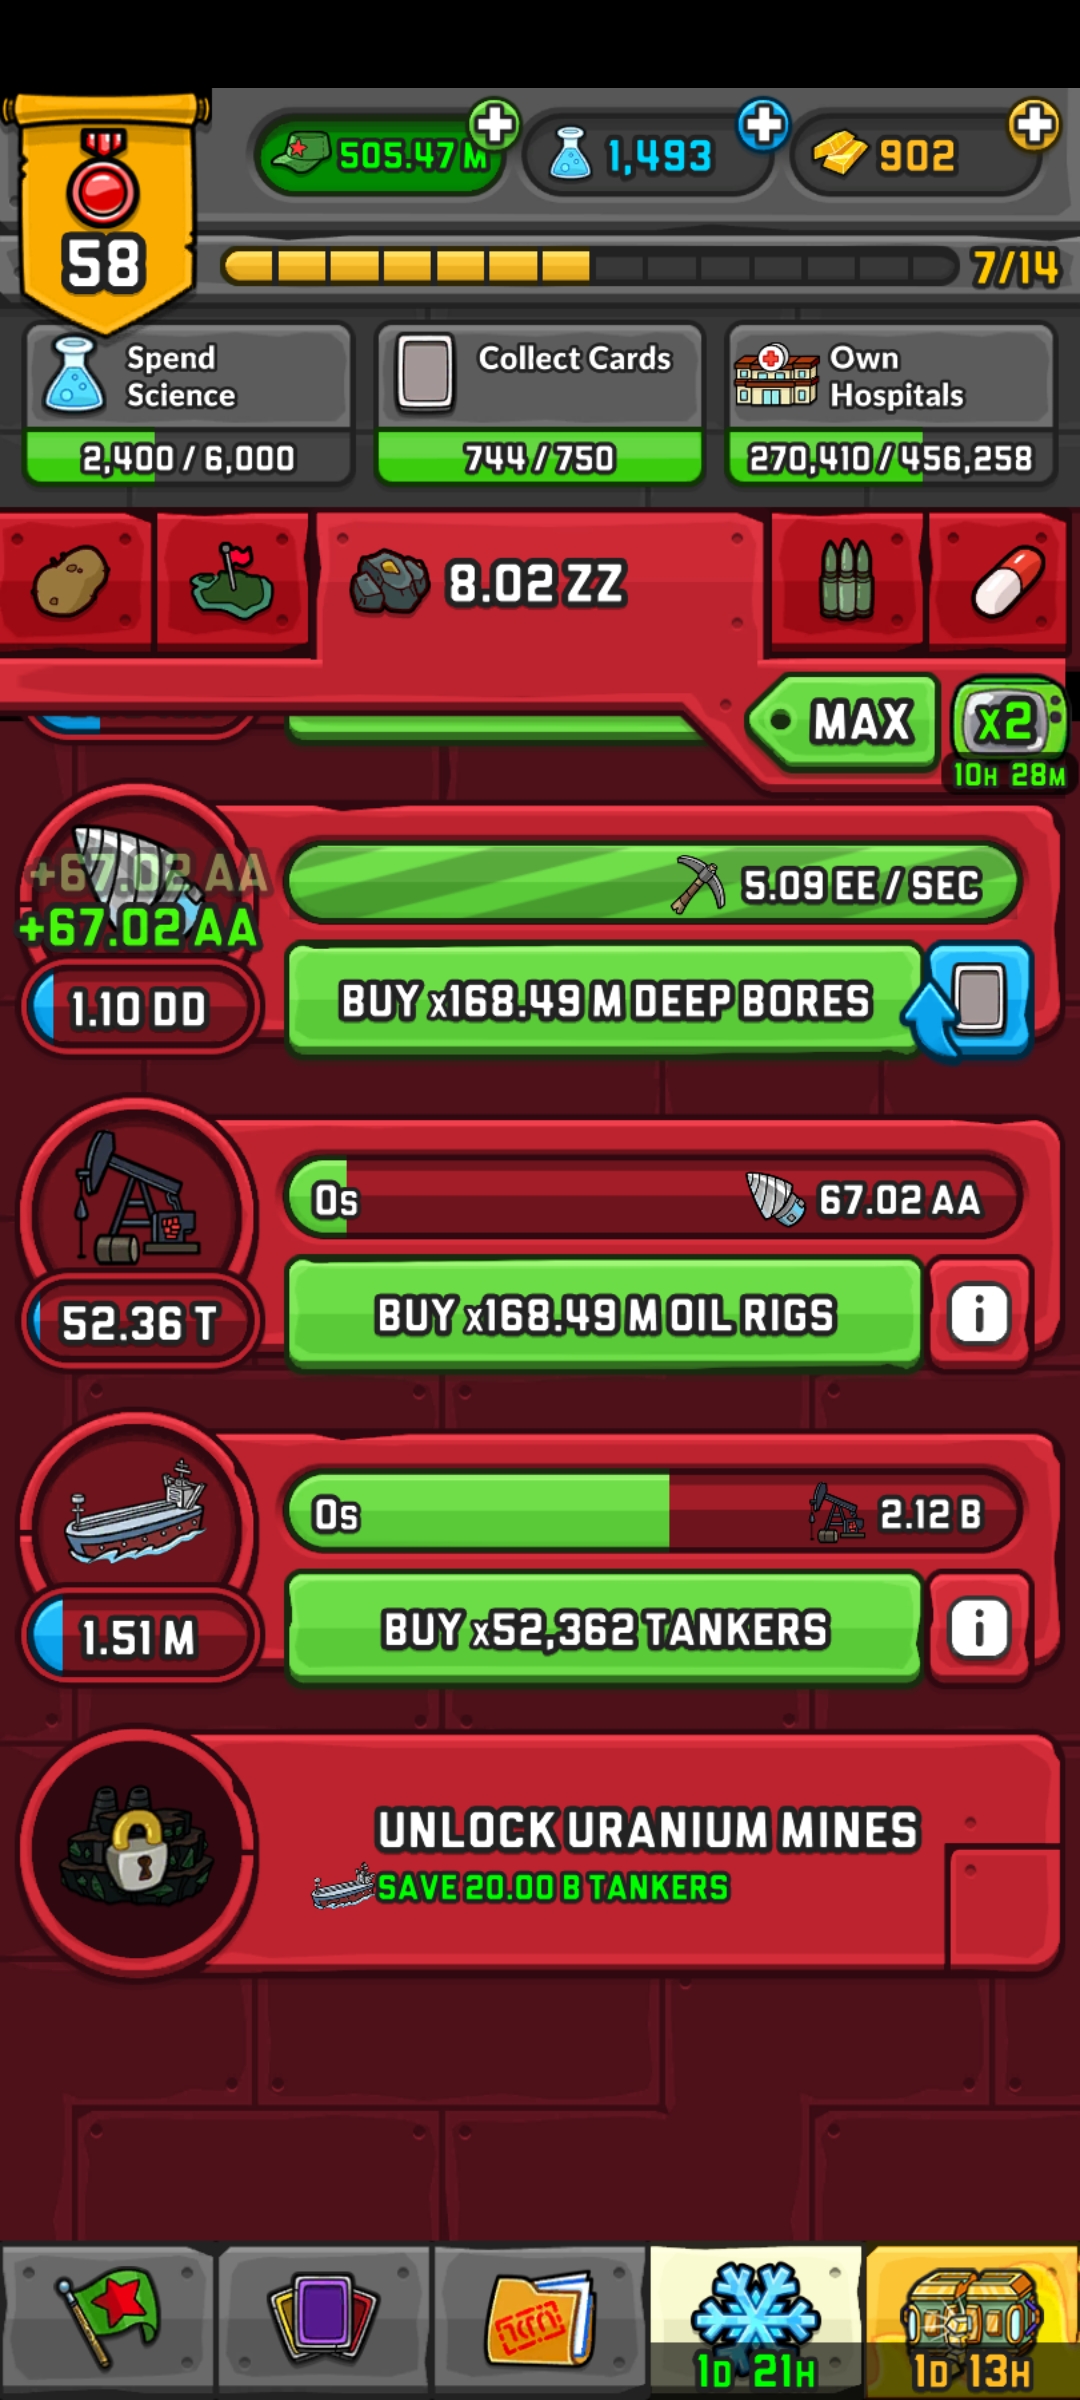 58
505.47 M
1,493
902
7/14
Spend
Science
2,400 / 6,000
Collect Cards
744 / 750
Own
Hospitals
270,410 / 456,258
8.02 ZZ
MAX
x2
10H 28M
+67.02 AA
+67.02 AA
5.09 EE / SEC
1.10 DD
BUY x168.49 M DEEP BORES
0s
67.02 AA
52.36 T
BUY x168.49 M OIL RIGS
i
0s
2.12 B
1.51 M
BUY x52,362 TANKERS
i
UNLOCK URANIUM MINES
SAVE 20.00 B TANKERS
1D 21H
1D 13H